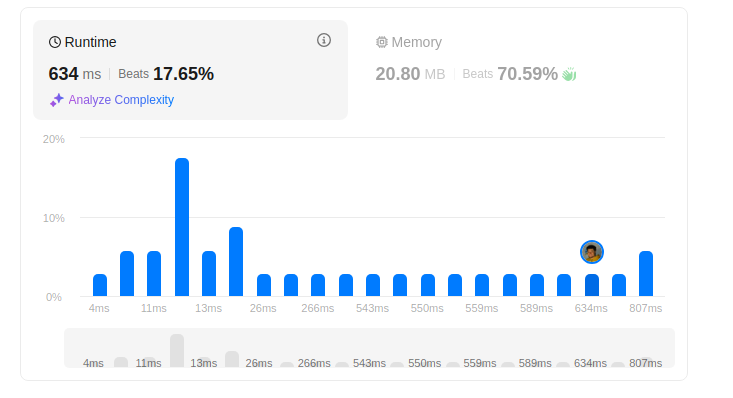 Runtime
634 ms Beats 17.65%
Analyze Complexity
Memory
20.80 MB Beats 70.59%
20%
10%
0%
4ms 11ms 13ms 26ms 266ms 543ms 550ms 559ms 589ms 634ms 807ms
4ms 11ms 13ms 26ms 266ms 543ms 550ms 559ms 589ms 634ms 807ms